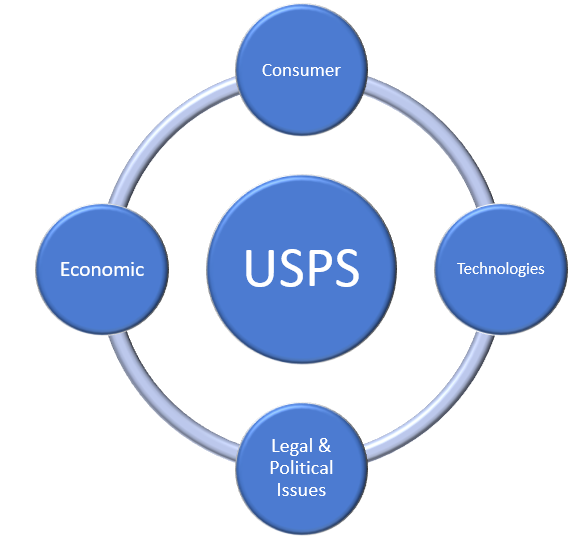 Consumer
Economic
USPS
Technologies
Legal &
Political
Issues